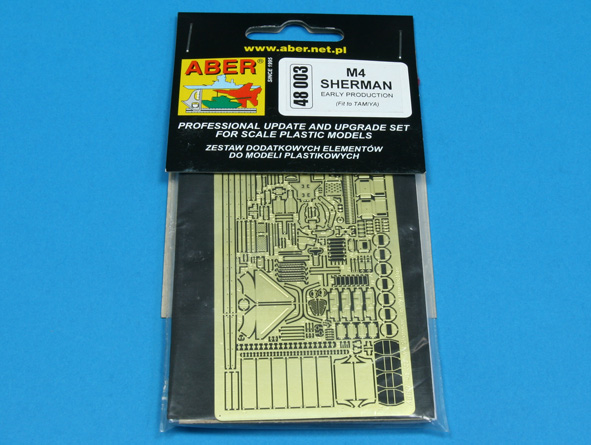 www.aber.net.pl
ABER®
SINCE 1995
48 003
M4
SHERMAN
EARLY PRODUCTION
(Fit to TAMIYA)
PROFESSIONAL UPDATE AND UPGRADE SET
FOR SCALE PLASTIC MODELS
ZESTAW DODATKOWYCH ELEMENTÓW
DO MODELI PLASTIKOWYCH